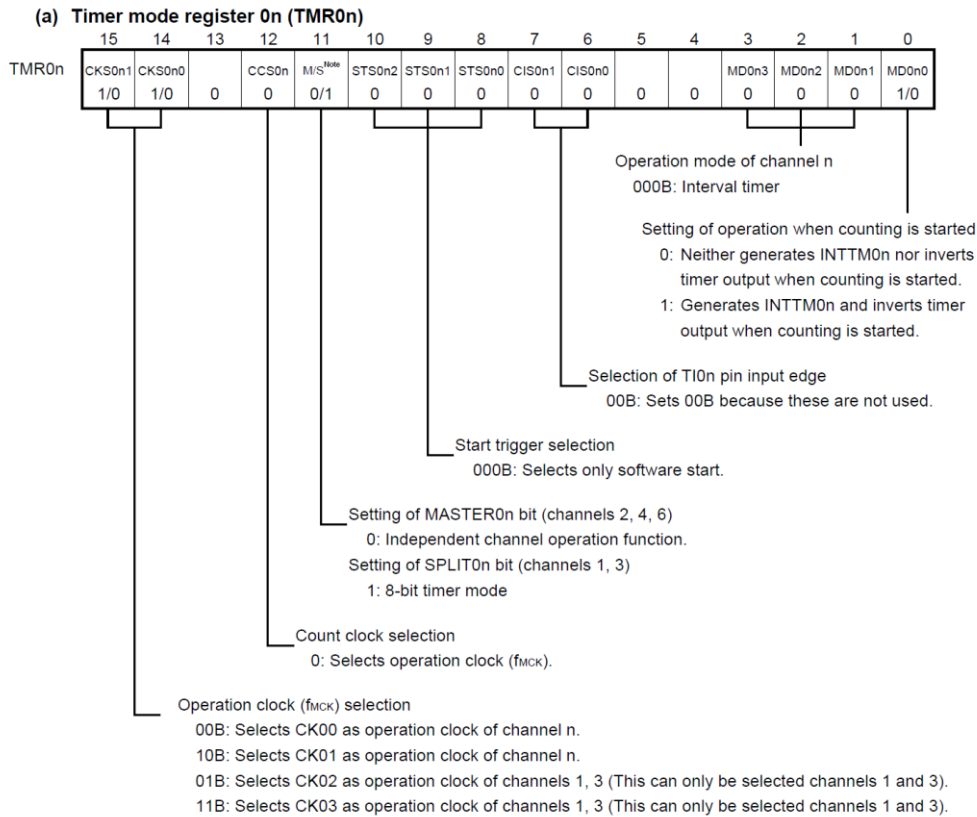 (a) Timer mode register 0n (TMR0n)
15 14 13 12 11 10 9 8 7 6 5 4 3 2 1 0
TMR0n CKS0n1 CKS0n0 CCS0n M/S Note STS0n2 STS0n1 STS0n0 CIS0n1 CIS0n0 MD0n3 MD0n2 MD0n1 MD0n0
1/0 1/0 0 0 0/1 0 0 0 0 0 0 0 0 0 0 1/0
Operation mode of channel n
000B: Interval timer
Setting of operation when counting is started
0: Neither generates INTTM0n nor inverts
timer output when counting is started.
1: Generates INTTM0n and inverts timer
output when counting is started.
Selection of TI0n pin input edge
00B: Sets 00B because these are not used.
Start trigger selection
000B: Selects only software start.
Setting of MASTER0n bit (channels 2, 4, 6)
0: Independent channel operation function.
Setting of SPLIT0n bit (channels 1, 3)
1: 8-bit timer mode
Count clock selection
0: Selects operation clock (fMCK).
Operation clock (fMCK) selection
00B: Selects CK00 as operation clock of channel n.
10B: Selects CK01 as operation clock of channel n.
01B: Selects CK02 as operation clock of channels 1, 3 (This can only be selected channels 1 and 3).
11B: Selects CK03 as operation clock of channels 1, 3 (This can only be selected channels 1 and 3).